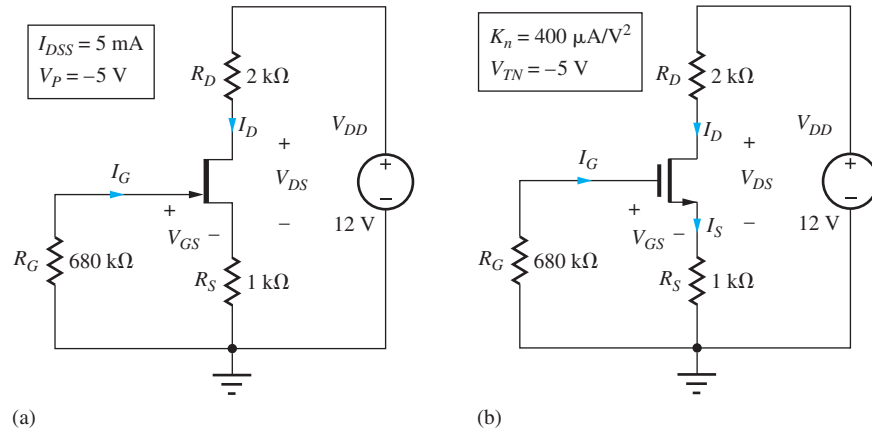 I_DSS = 5 mA
V_P = –5 V
R_D
2 kΩ
I_D
V_DD
+
I_G
V_DS
+
–
+
–
12 V
V_GS
–
R_G
680 kΩ
R_S
1 kΩ
(a)
K_n = 400 μA/V²
V_TN = –5 V
R_D
2 kΩ
I_D
V_DD
+
I_G
V_DS
+
–
+
–
12 V
V_GS
–
I_S
R_G
680 kΩ
R_S
1 kΩ
(b)